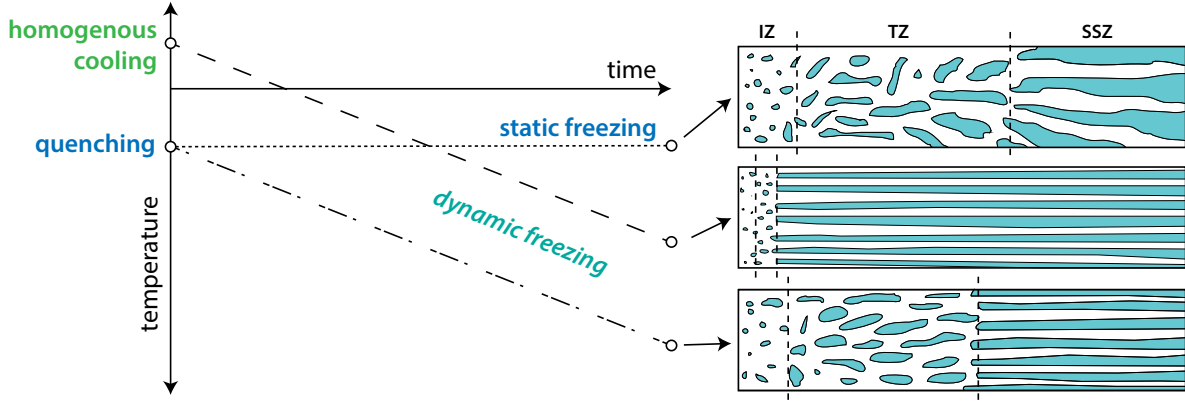 homogenous
cooling
time
quenching
static freezing
dynamic freezing
temperature
IZ
TZ
SSZ